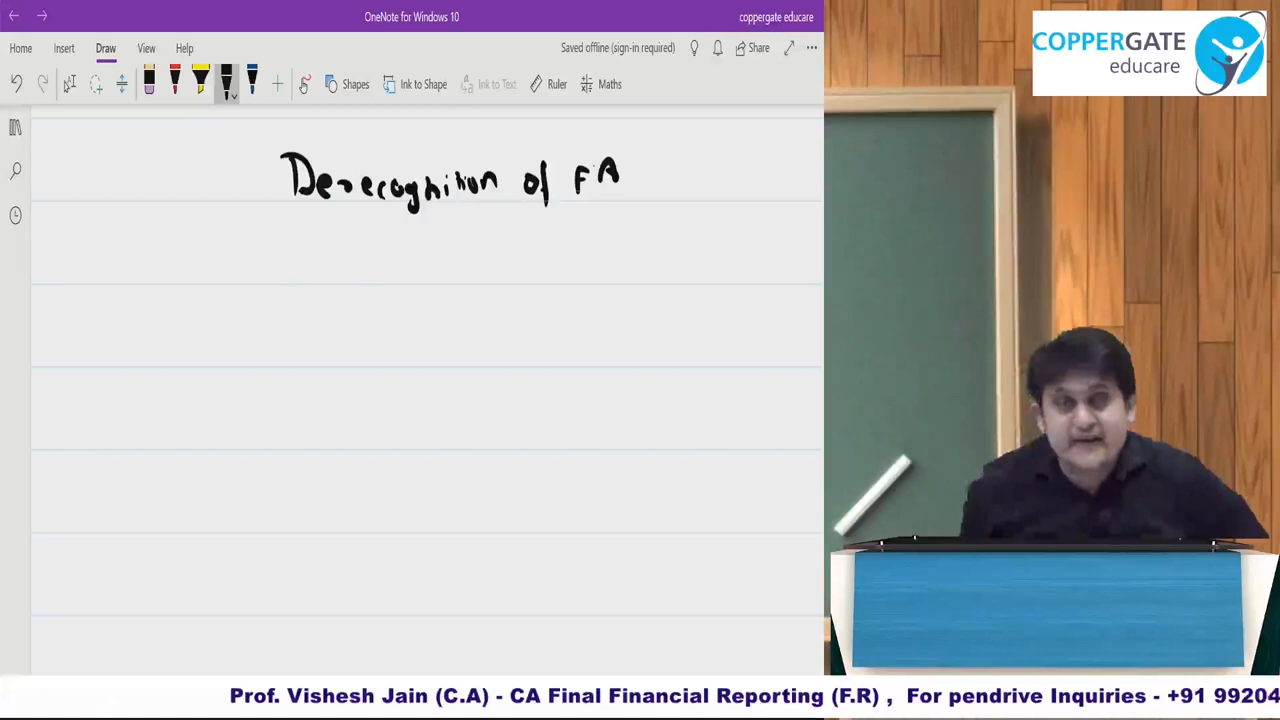 OneNote for Windows 10
coppergate educare
Home Insert Draw View Help
Saved offline (sign-in required)
Share
Shapes
Ink to Shape
Ink to Text
Ruler
Maths
COPPERGATE
educare
Derecognition of FA
Prof. Vishesh Jain (C.A) - CA Final Financial Reporting (F.R) , For pendrive Inquiries - +91 99204